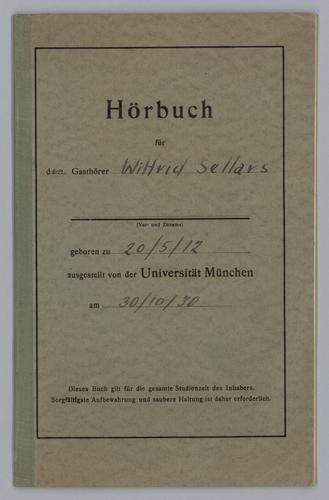 Hörbuch
für
den Gasthörer Wilfrid Sellars
(Vor- und Zuname)
geboren zu 20/5/12
ausgestellt von der Universität München
am 30/10/30
Dieses Buch gilt für die gesamte Studienzeit des Inhabers.
Sorgfältigste Aufbewahrung und saubere Haltung ist daher erforderlich.